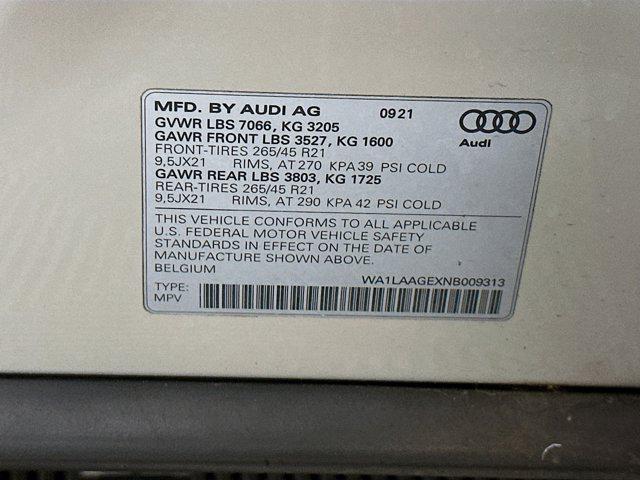 MFD. BY AUDI AG 0921
GVWR LBS 7066, KG 3205
GAWR FRONT LBS 3527, KG 1600
FRONT-TIRES 265/45 R21
9,5JX21 RIMS, AT 270 KPA 39 PSI COLD
GAWR REAR LBS 3803, KG 1725
REAR-TIRES 265/45 R21
9,5JX21 RIMS, AT 290 KPA 42 PSI COLD
Audi
THIS VEHICLE CONFORMS TO ALL APPLICABLE
U.S. FEDERAL MOTOR VEHICLE SAFETY
STANDARDS IN EFFECT ON THE DATE OF
MANUFACTURE SHOWN ABOVE.
BELGIUM
WA1LAAGEXNB009313
TYPE:
MPV